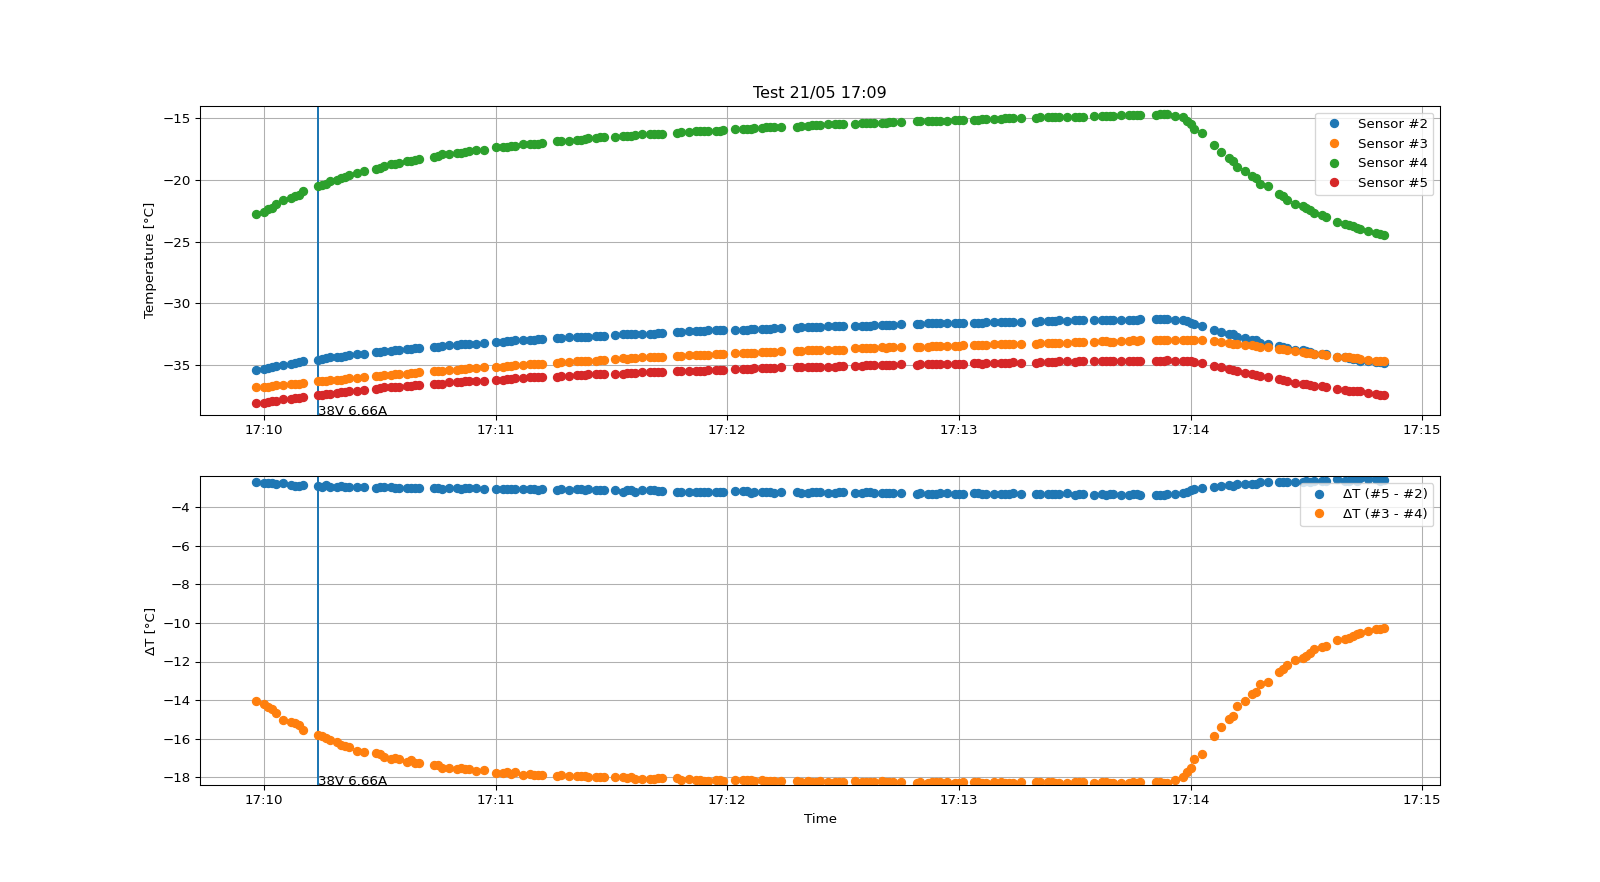 Test 21/05 17:09
Temperature [°C]
−15
−20
−25
−30
−35
Sensor #2
Sensor #3
Sensor #4
Sensor #5
38V 6.66A
17:10 17:11 17:12 17:13 17:14 17:15
ΔT [°C]
−4
−6
−8
−10
−12
−14
−16
−18
ΔT (#5 - #2)
ΔT (#3 - #4)
38V 6.66A
17:10 17:11 17:12 17:13 17:14 17:15
Time